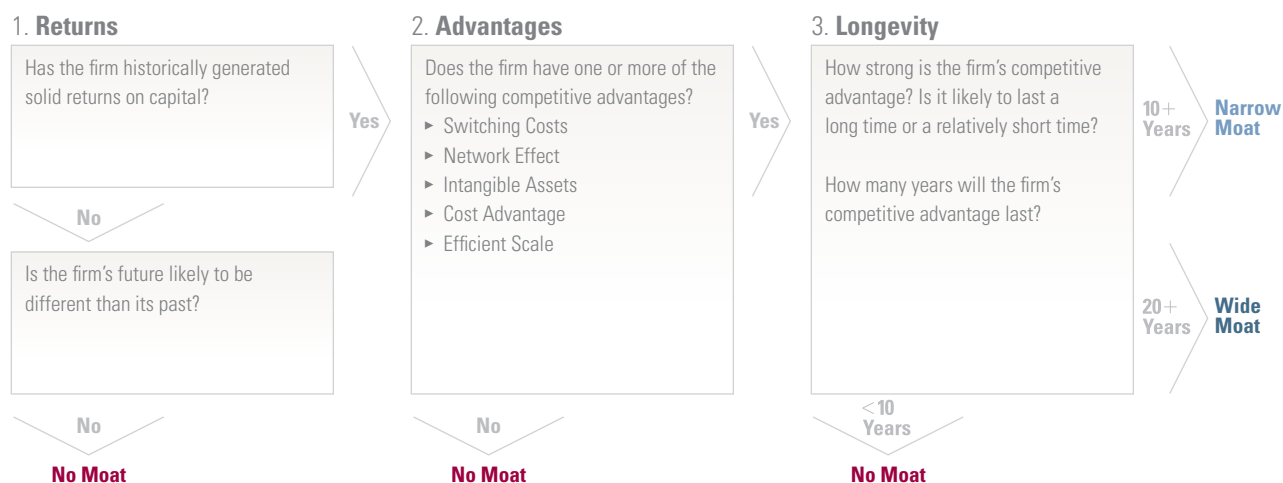 1. Returns
Has the firm historically generated
solid returns on capital?
Yes
No
Is the firm's future likely to be
different than its past?
No
No Moat
2. Advantages
Does the firm have one or more of the
following competitive advantages?
► Switching Costs
► Network Effect
► Intangible Assets
► Cost Advantage
► Efficient Scale
Yes
No
No Moat
3. Longevity
How strong is the firm's competitive
advantage? Is it likely to last a
long time or a relatively short time?
How many years will the firm's
competitive advantage last?
10+
Years
Narrow
Moat
20+
Years
Wide
Moat
<10
Years
No Moat